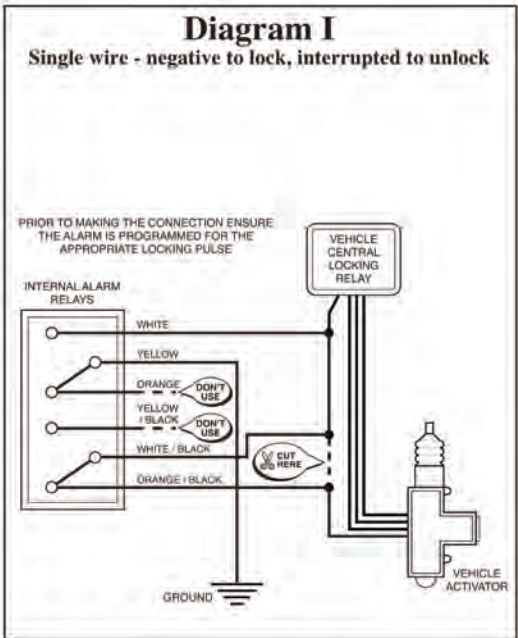 Diagram I
Single wire - negative to lock, interrupted to unlock
PRIOR TO MAKING THE CONNECTION ENSURE
THE ALARM IS PROGRAMMED FOR THE
APPROPRIATE LOCKING PULSE
VEHICLE
CENTRAL
LOCKING
RELAY
INTERNAL ALARM
RELAYS
WHITE
YELLOW
ORANGE
DON'T
USE
YELLOW
/ BLACK
DON'T
USE
WHITE / BLACK
CUT
HERE
ORANGE / BLACK
VEHICLE
ACTIVATOR
GROUND